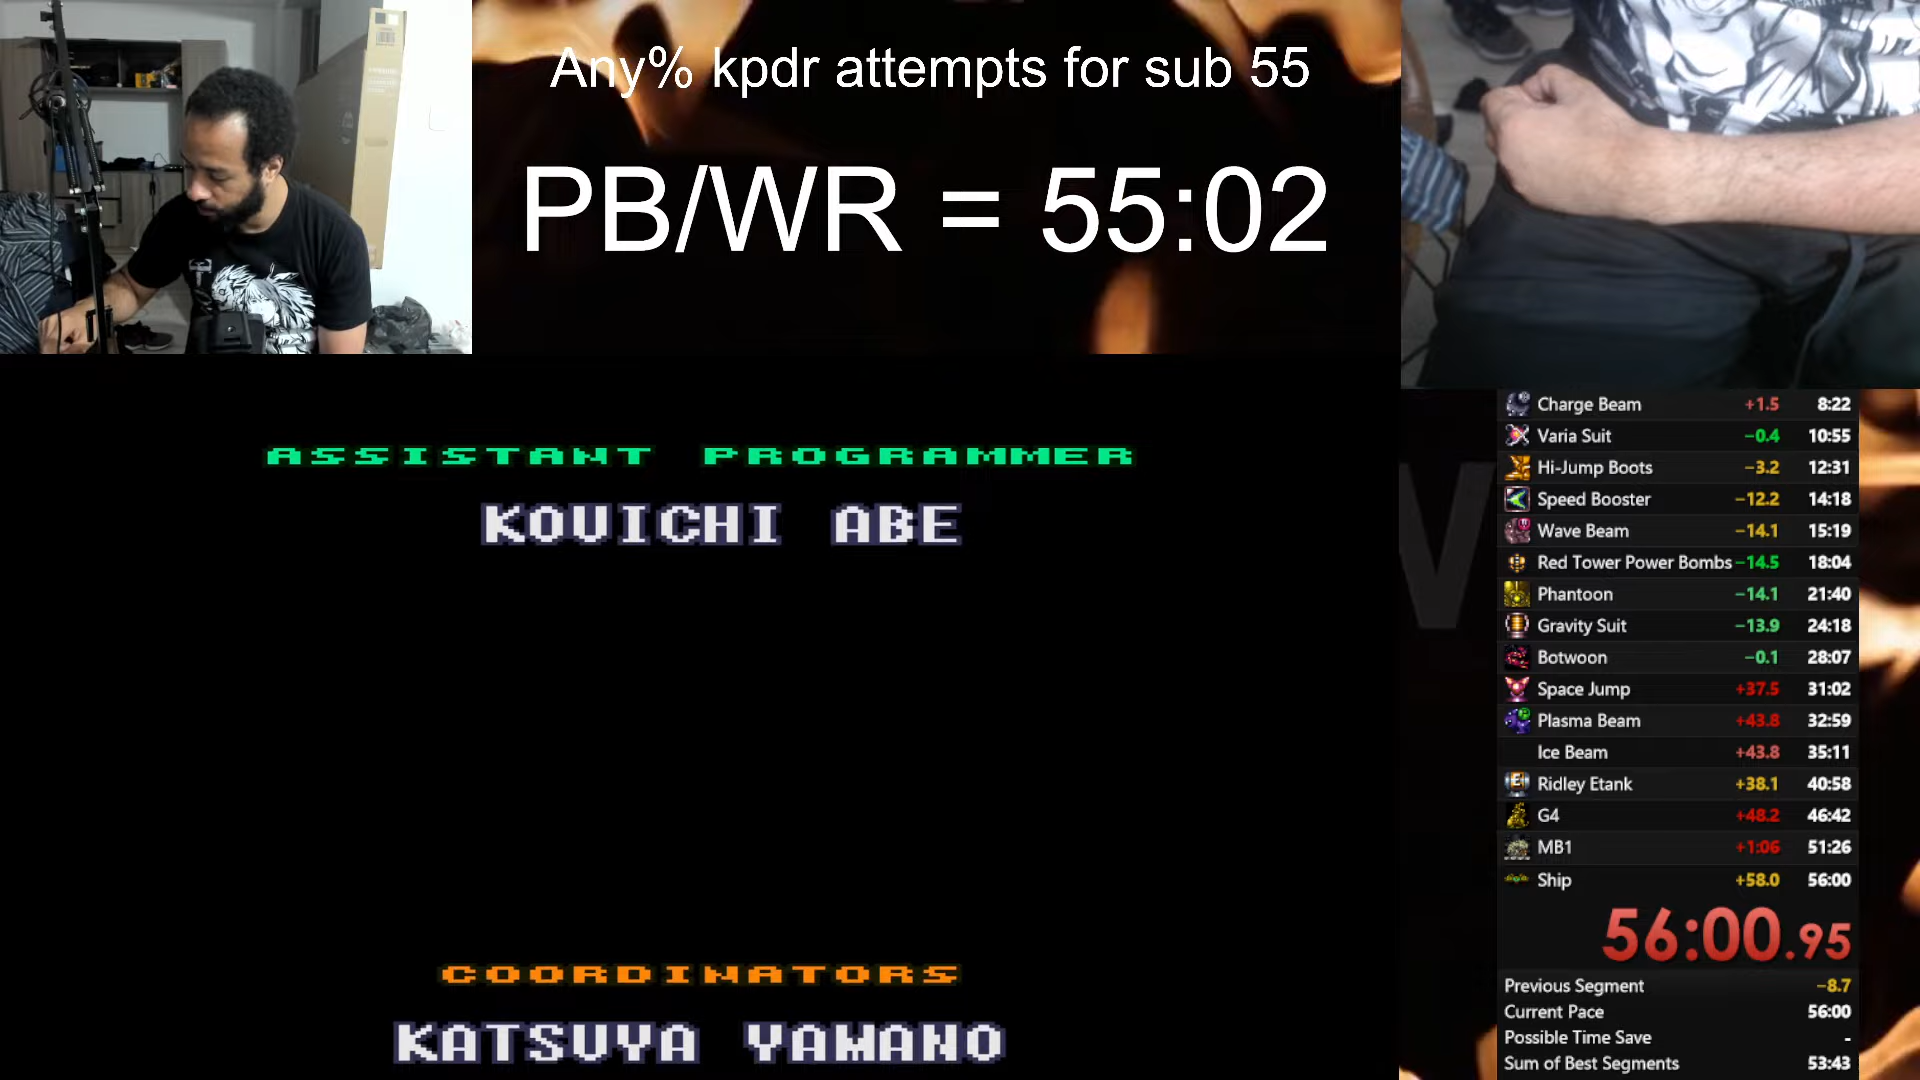 Any% kpdr attempts for sub 55
PB/WR = 55:02
ASSISTANT PROGRAMMER
KOUICHI ABE
COORDINATORS
KATSUYA YAMANO
Charge Beam +1.5 8:22
Varia Suit −0.4 10:55
Hi-Jump Boots −3.2 12:31
Speed Booster −12.2 14:18
Wave Beam −14.1 15:19
Red Tower Power Bombs −14.5 18:04
Phantoon −14.1 21:40
Gravity Suit −13.9 24:18
Botwoon −0.1 28:07
Space Jump +37.5 31:02
Plasma Beam +43.8 32:59
Ice Beam +43.8 35:11
Ridley Etank +38.1 40:58
G4 +48.2 46:42
MB1 +1:06 51:26
Ship +58.0 56:00
56:00.95
Previous Segment −8.7
Current Pace 56:00
Possible Time Save -
Sum of Best Segments 53:43